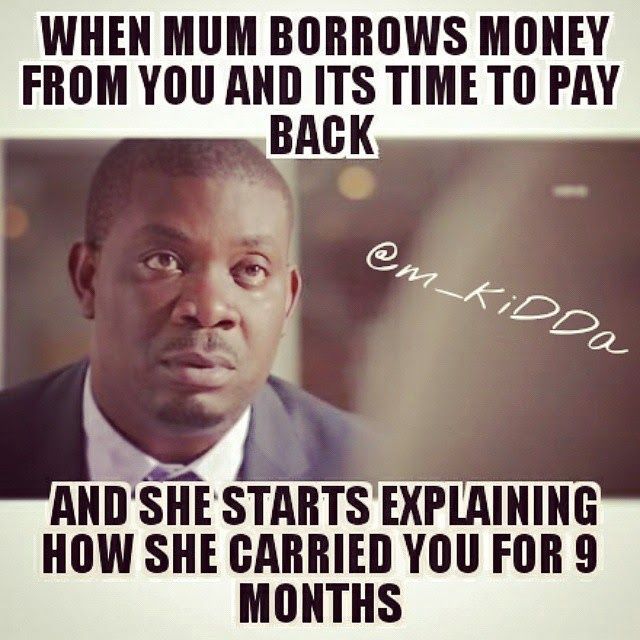 WHEN MUM BORROWS MONEY
FROM YOU AND ITS TIME TO PAY
BACK
@m_KiDDa
AND SHE STARTS EXPLAINING
HOW SHE CARRIED YOU FOR 9
MONTHS